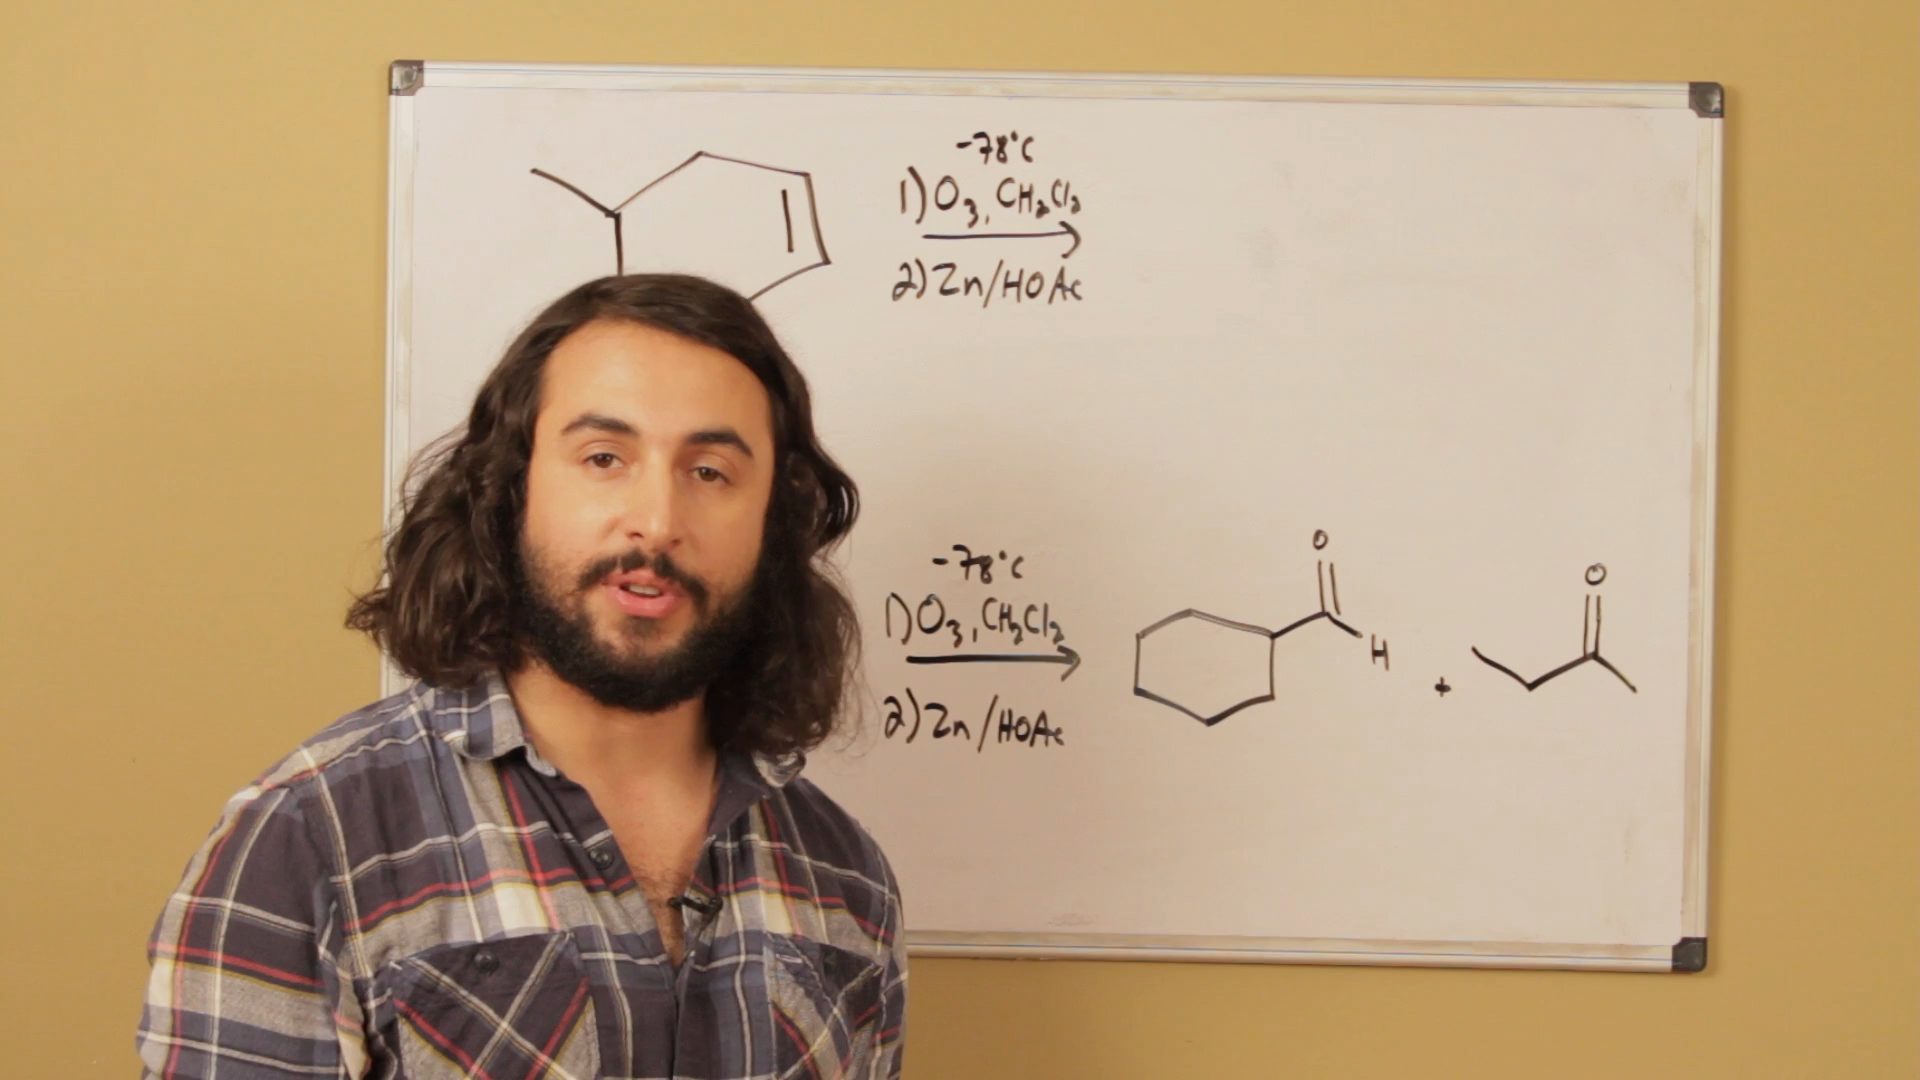 -78°C
1) O₃, CH₂Cl₂
2) Zn/HOAc
-78°C
1) O₃, CH₂Cl₂
2) Zn/HOAc
O
H
+
O